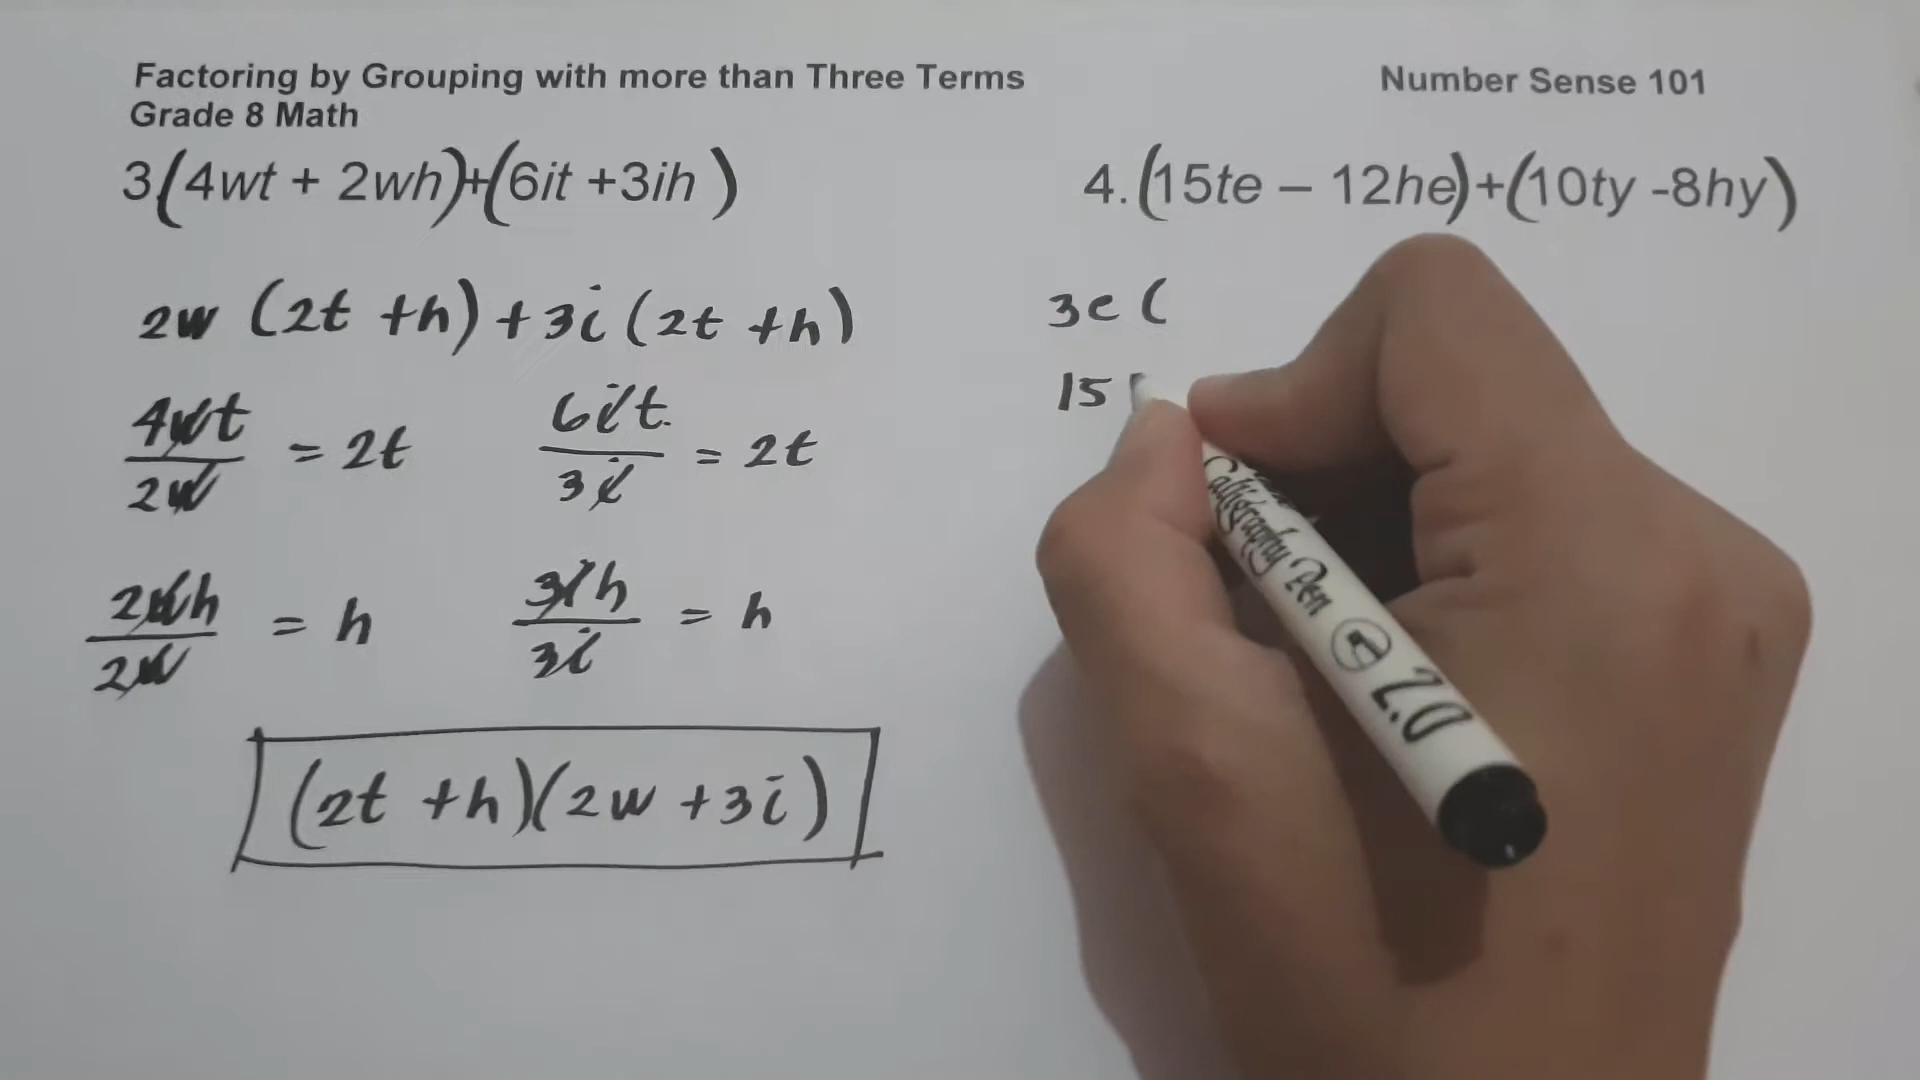 Factoring by Grouping with more than Three Terms
Grade 8 Math
Number Sense 101
3(4wt + 2wh)+(6it +3ih )
2w (2t +h) + 3i (2t +h)
4wt
2w
= 2t
6it
3i
= 2t
2wh
2w
= h
3ih
3i
= h
(2t +h)(2w +3i)
4.(15te – 12he)+(10ty -8hy)
3e (
15
Calligraphy Pen 2.0